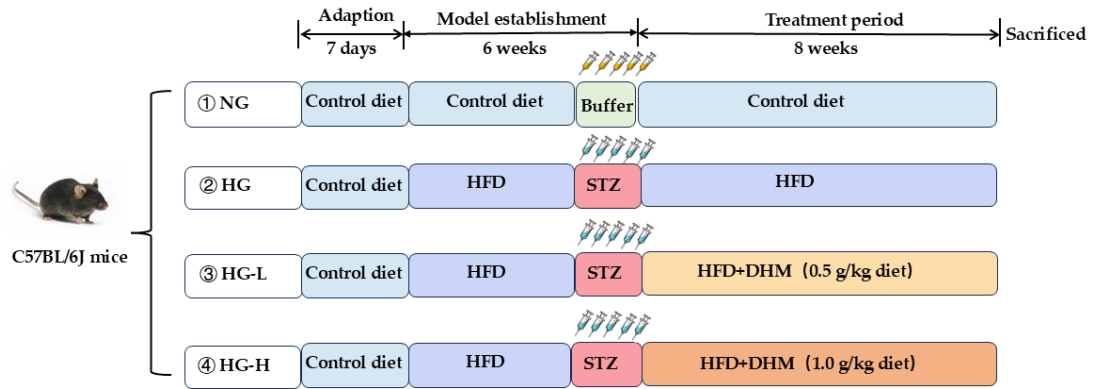 Adaption
Model establishment
Treatment period
7 days
6 weeks
8 weeks
Sacrificed
① NG
Control diet
Control diet
Buffer
Control diet
② HG
Control diet
HFD
STZ
HFD
C57BL/6J mice
③ HG-L
Control diet
HFD
STZ
HFD+DHM (0.5 g/kg diet)
④ HG-H
Control diet
HFD
STZ
HFD+DHM (1.0 g/kg diet)